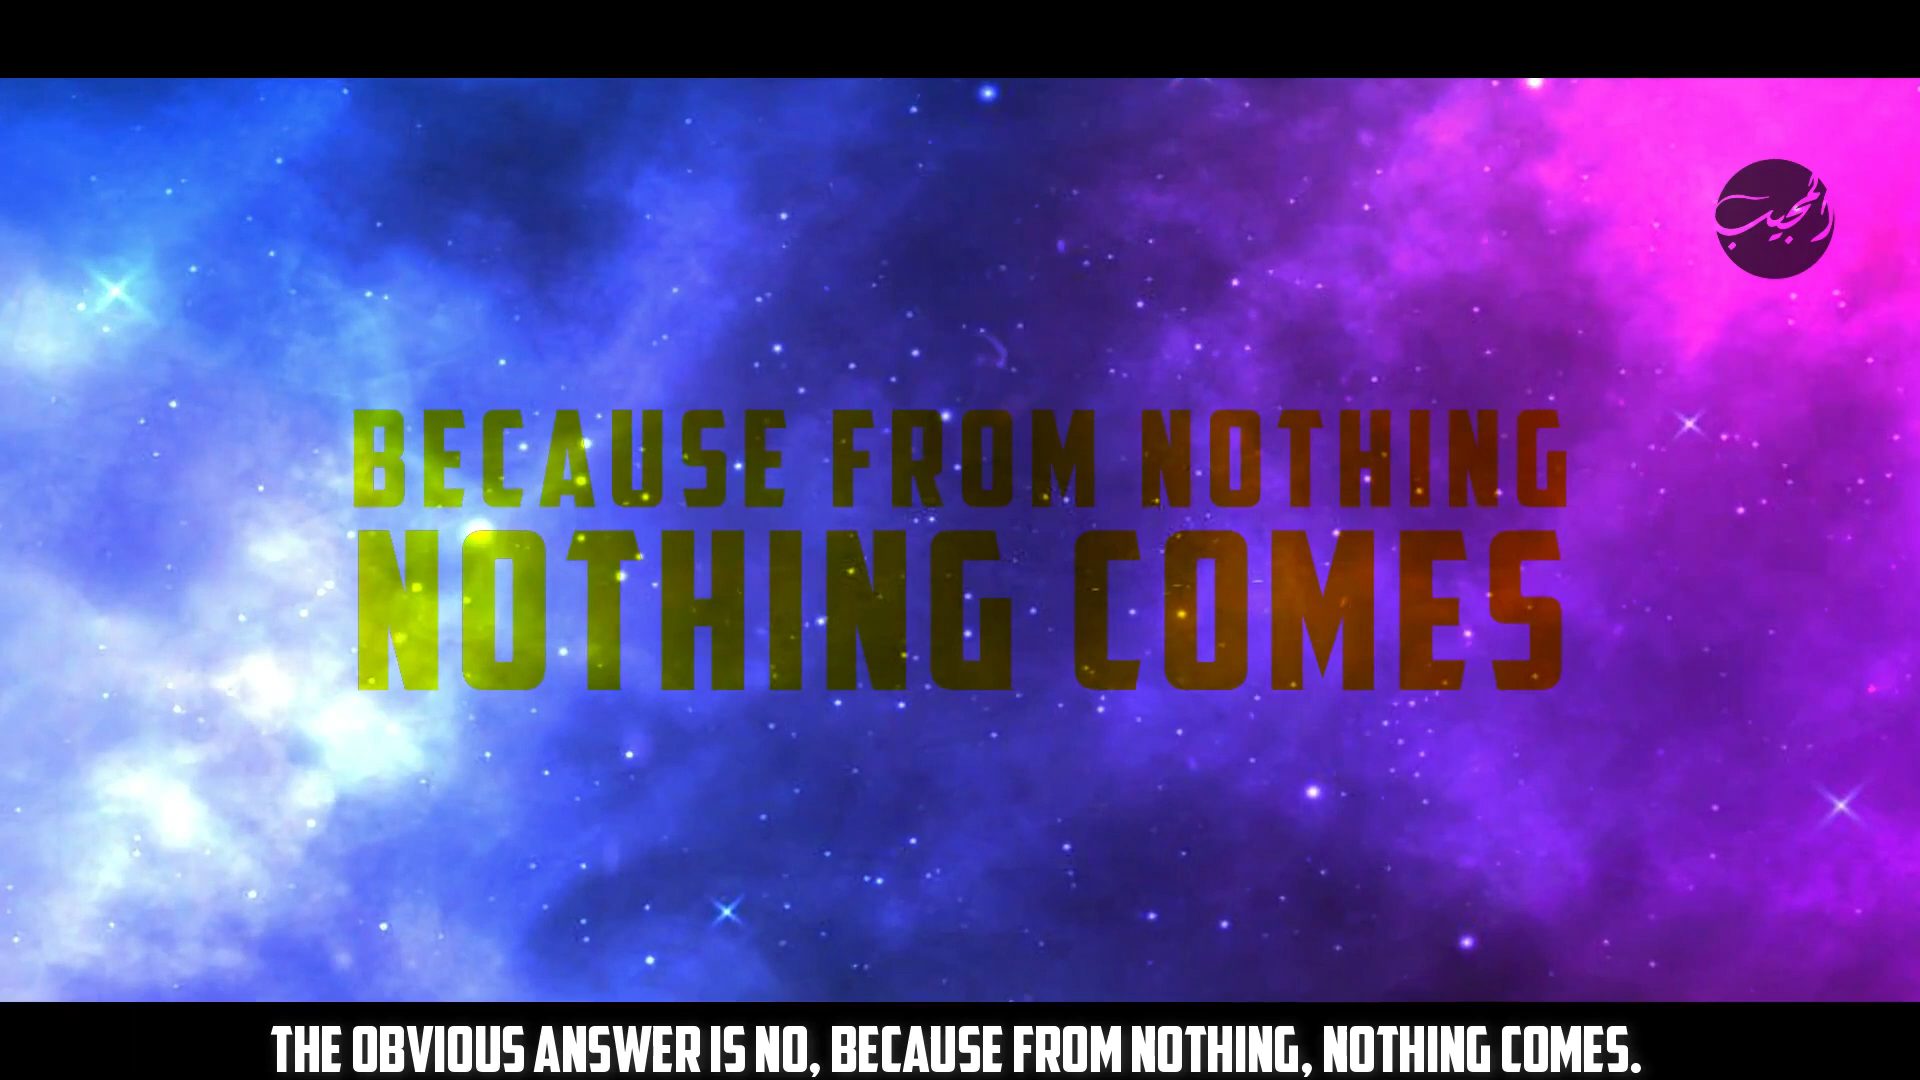 المجيب
BECAUSE FROM NOTHING
NOTHING COMES
THE OBVIOUS ANSWER IS NO, BECAUSE FROM NOTHING, NOTHING COMES.